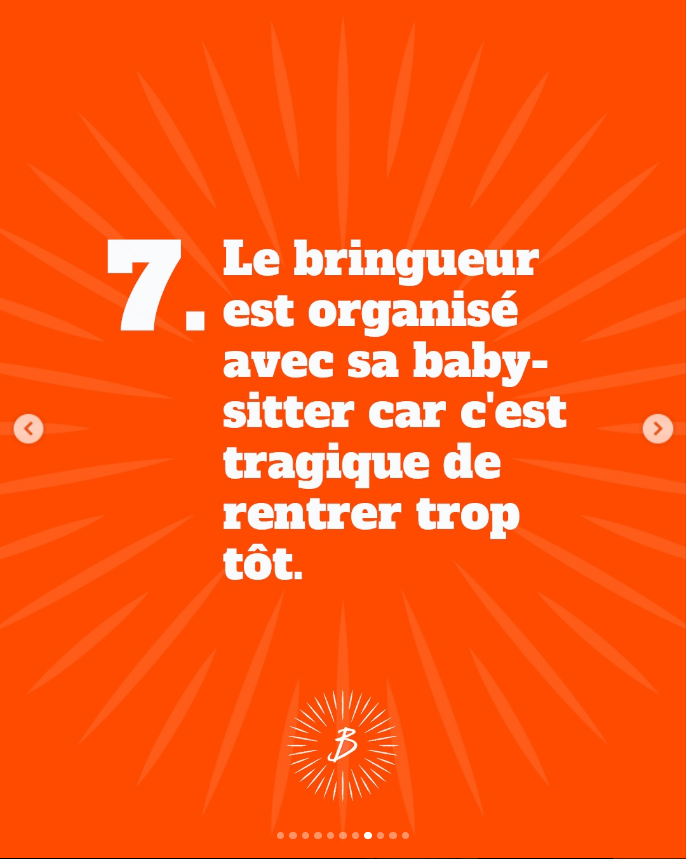 7. Le bringueur
est organisé
avec sa baby-
sitter car c'est
tragique de
rentrer trop
tôt.
B